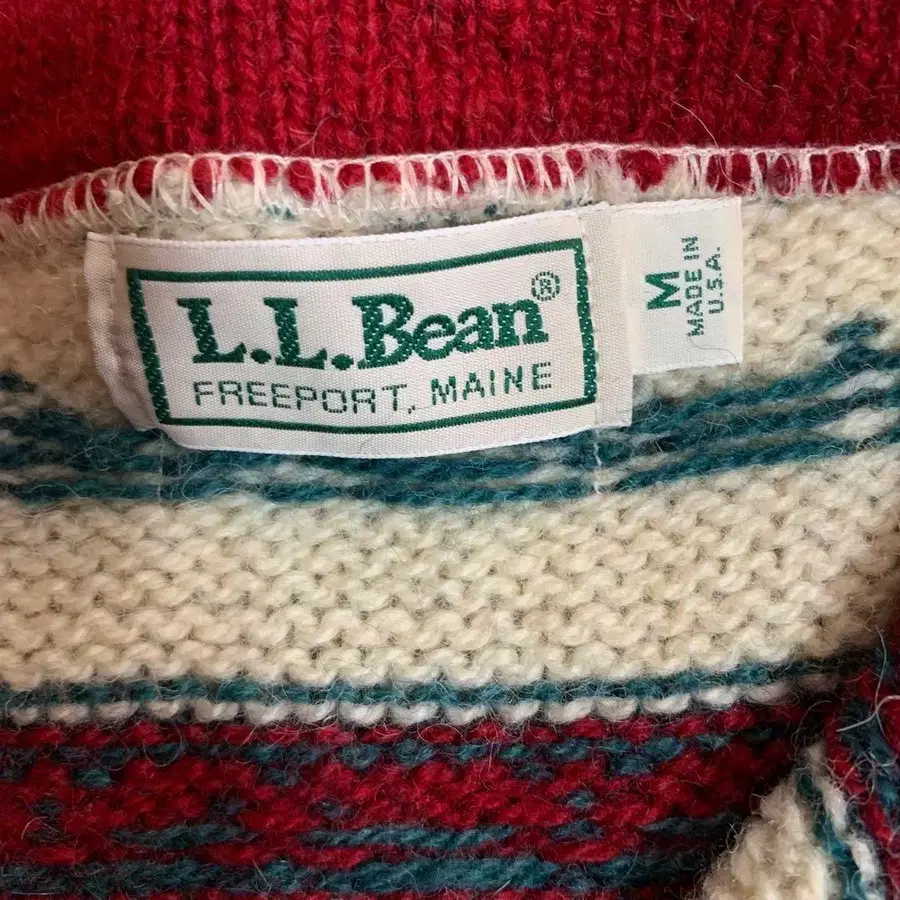 L.L.Bean®
FREEPORT, MAINE
M
MADE IN
U.S.A.